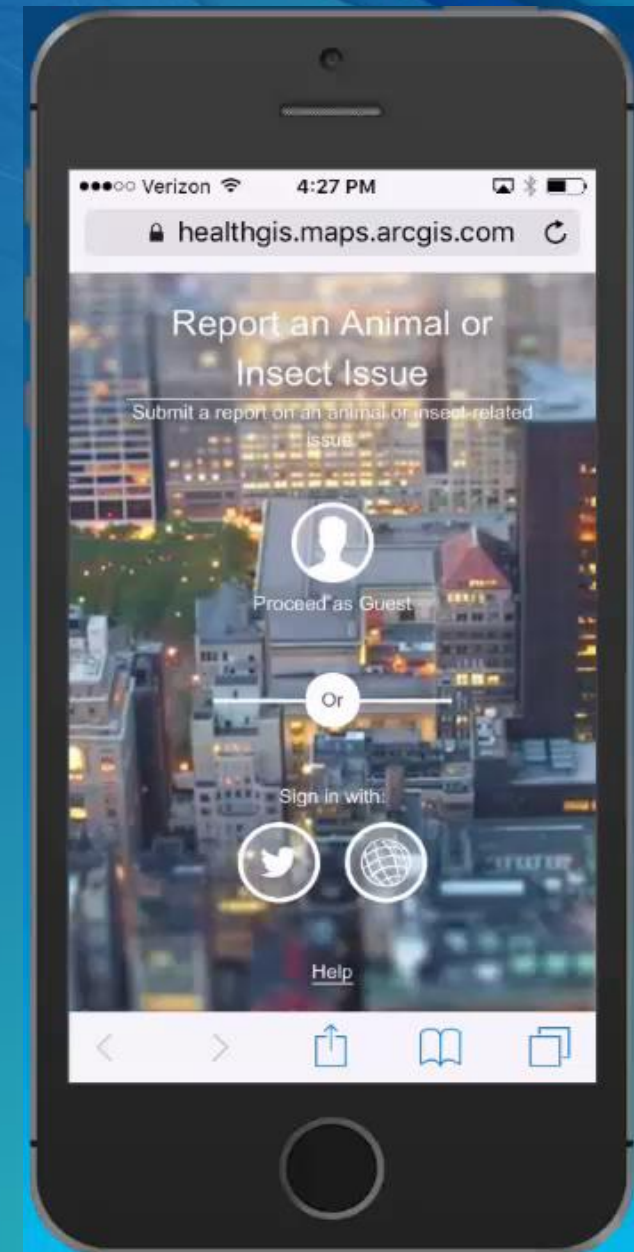 Verizon 4:27 PM
healthgis.maps.arcgis.com
Report an Animal or
Insect Issue
Submit a report on an animal or insect-related
issue.
Proceed as Guest
Or
Sign in with:
Help